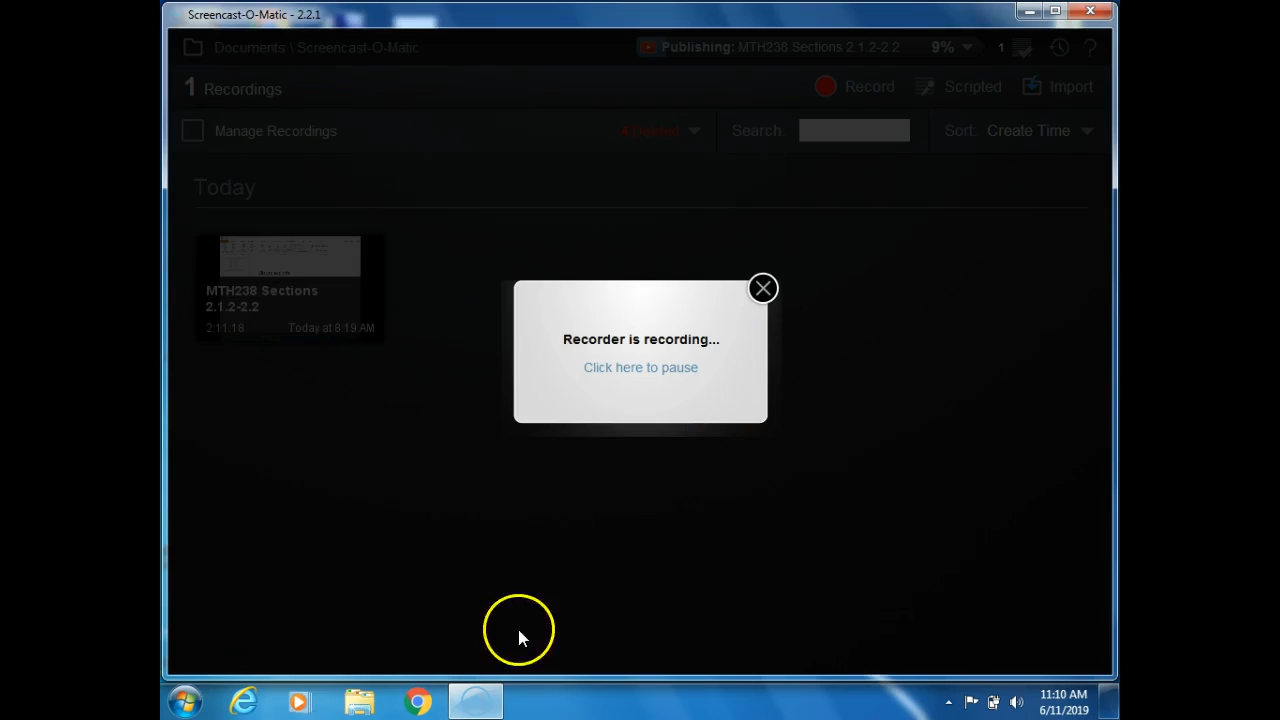 Screencast-O-Matic - 2.2.1
Documents \ Screencast-O-Matic
Publishing: MTH238 Sections 2 1 2-2.2 9% 1 ?
1 Recordings
Record Scripted Import
Manage Recordings
Search: Sort: Create Time
Today
MTH238 Sections
2.1.2-2.2
2:11:18 Today at 8:19 AM
Recorder is recording...
Click here to pause
11:10 AM
6/11/2019